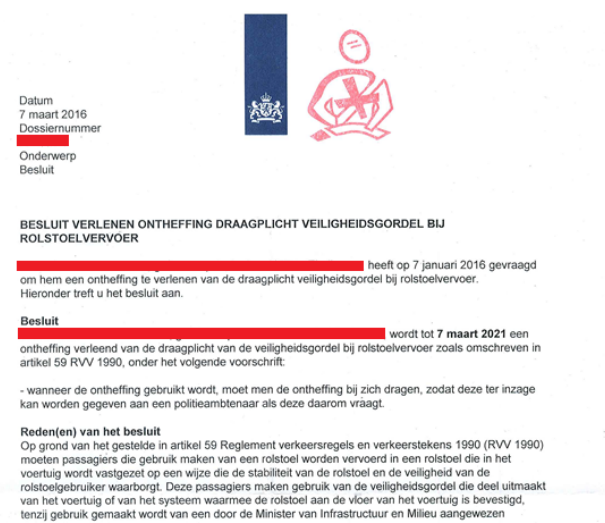 Datum
7 maart 2016
Dossiernummer
Onderwerp
Besluit
BESLUIT VERLENEN ONTHEFFING DRAAGPLICHT VEILIGHEIDSGORDEL BIJ
ROLSTOELVERVOER
heeft op 7 januari 2016 gevraagd
om hem een ontheffing te verlenen van de draagplicht veiligheidsgordel bij rolstoelvervoer.
Hieronder treft u het besluit aan.
Besluit
wordt tot 7 maart 2021 een
ontheffing verleend van de draagplicht van de veiligheidsgordel bij rolstoelvervoer zoals omschreven in
artikel 59 RVV 1990, onder het volgende voorschrift:
- wanneer de ontheffing gebruikt wordt, moet men de ontheffing bij zich dragen, zodat deze ter inzage
kan worden gegeven aan een politieambtenaar als deze daarom vraagt.
Reden(en) van het besluit
Op grond van het gestelde in artikel 59 Reglement verkeersregels en verkeerstekens 1990 (RVV 1990)
moeten passagiers die gebruik maken van een rolstoel worden vervoerd in een rolstoel die in het
voertuig wordt vastgezet op een wijze die de stabiliteit van de rolstoel en de veiligheid van de
rolstoelgebruiker waarborgt. Deze passagiers maken gebruik van de veiligheidsgordel die deel uitmaakt
van het voertuig of van het systeem waarmee de rolstoel aan de vloer van het voertuig is bevestigd,
tenzij gebruik gemaakt wordt van een door de Minister van Infrastructuur en Milieu aangewezen